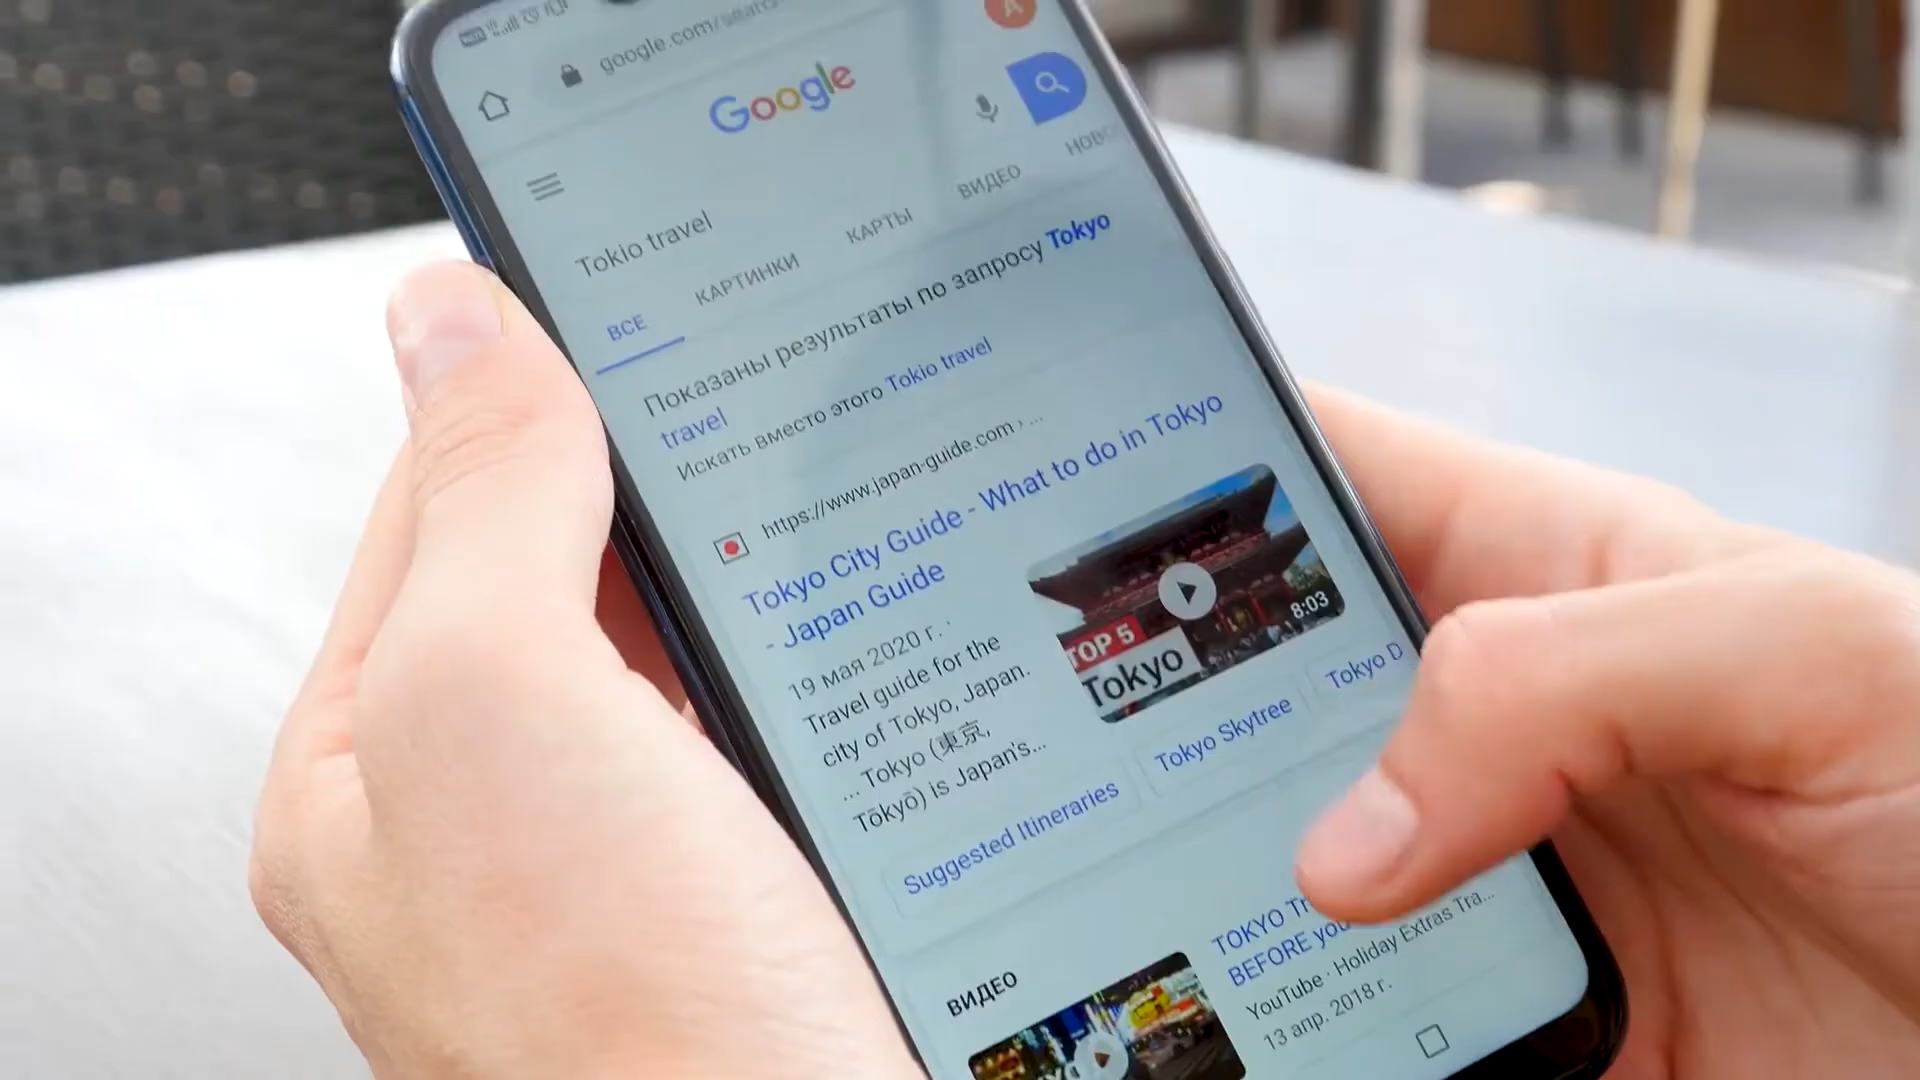 google.com/search
A
Google
Tokio travel
ВСЕ КАРТИНКИ КАРТЫ ВИДЕО
Показаны результаты по запросу Tokyo
travel
Искать вместо этого Tokio travel
https://www.japan-guide.com › ...
Tokyo City Guide - What to do in Tokyo
- Japan Guide
19 мая 2020 г. ·
Travel guide for the
city of Tokyo, Japan.
... Tokyo (東京,
Tōkyō) is Japan's...
TOP 5
Tokyo
8:03
Suggested Itineraries
Tokyo Skytree
Tokyo D
ВИДЕО
TOKYO
BEFORE you
YouTube · Holiday Extras Tra...
13 апр. 2018 г.